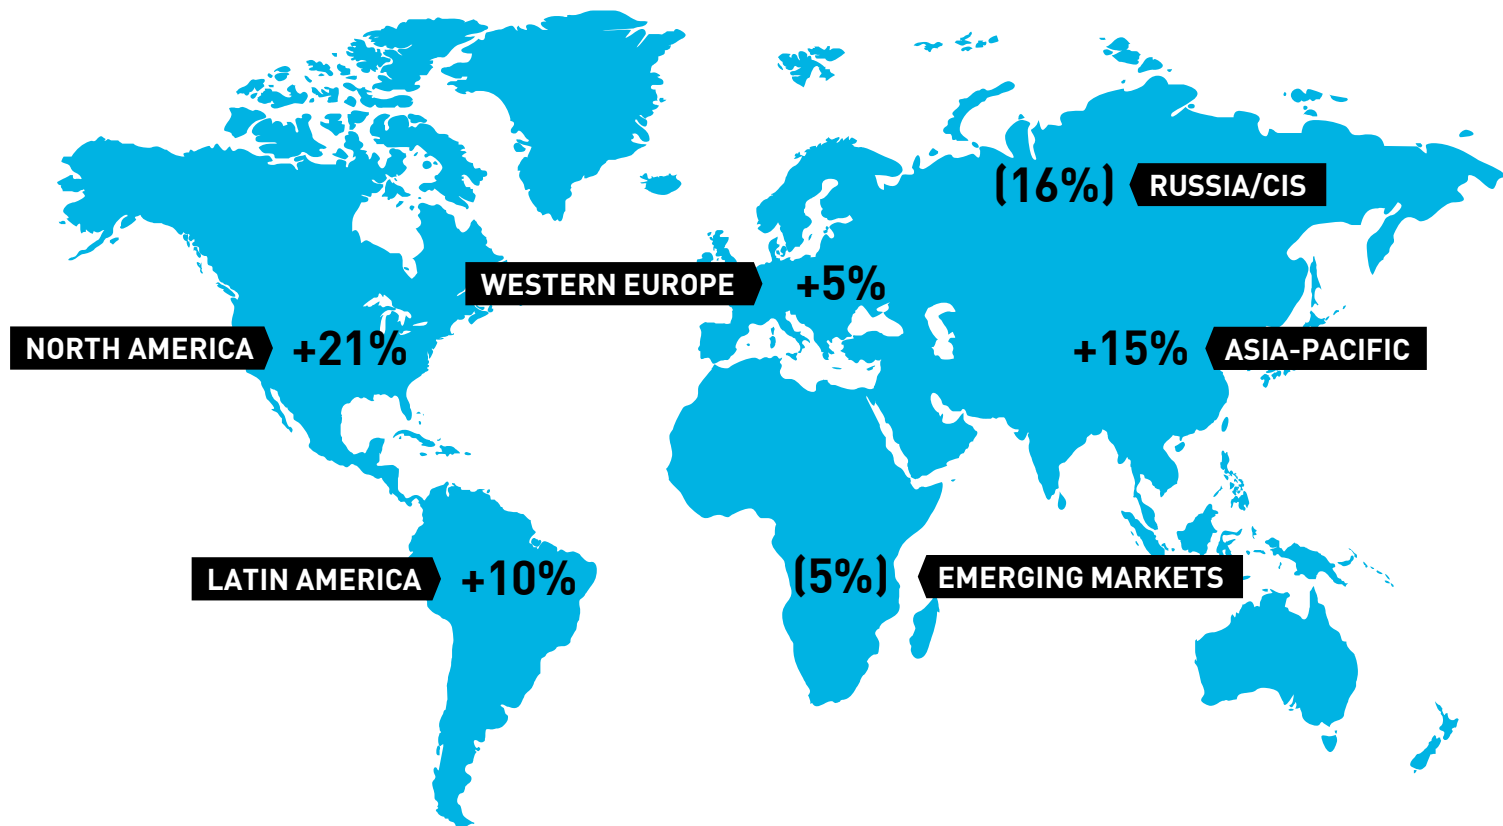 (16%) RUSSIA/CIS
WESTERN EUROPE +5%
NORTH AMERICA +21%
+15% ASIA-PACIFIC
LATIN AMERICA +10%
(5%) EMERGING MARKETS